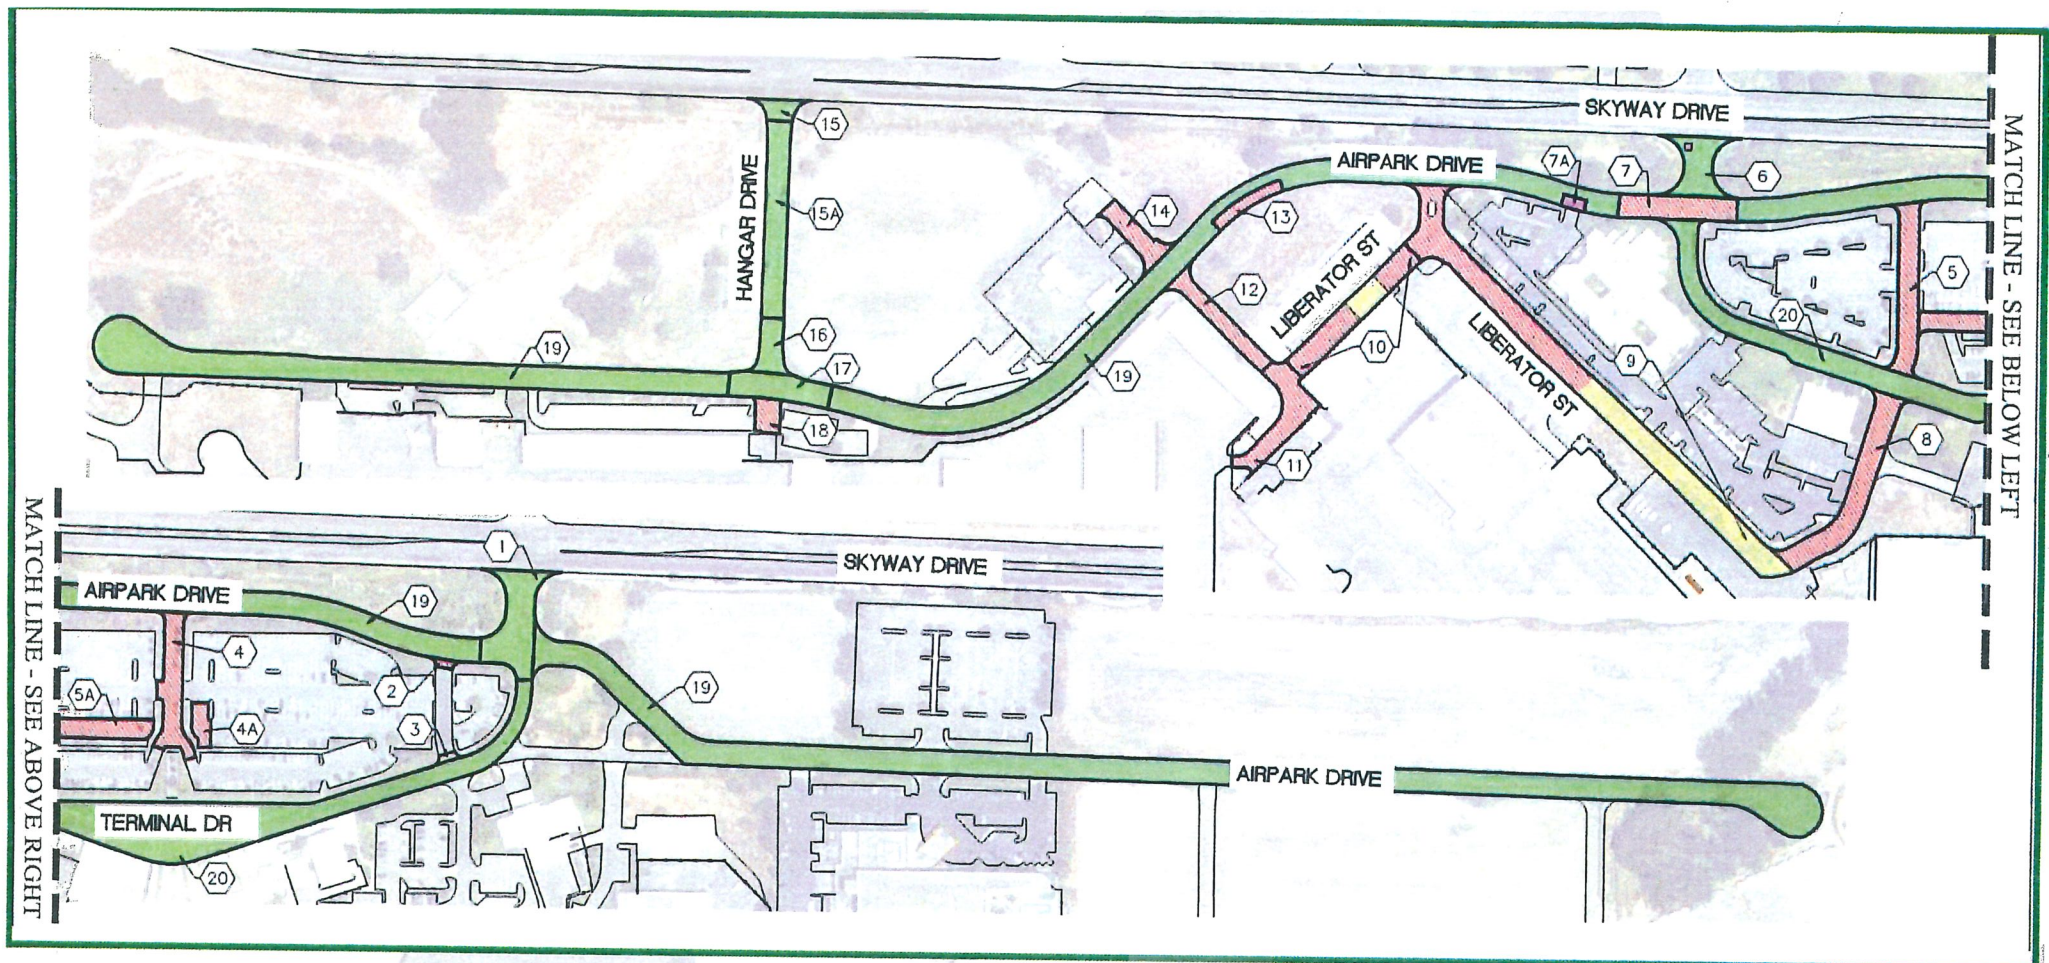 SKYWAY DRIVE
15
AIRPARK DRIVE
7A
7
6
HANGAR DRIVE
15A
14
13
MATCH LINE - SEE BELOW LEFT
LIBERATOR ST
5
12
20
19
16
17
19
10
LIBERATOR ST
9
18
8
11
MATCH LINE - SEE ABOVE RIGHT
1
SKYWAY DRIVE
AIRPARK DRIVE
19
4
5A
2
19
4A
3
AIRPARK DRIVE
TERMINAL DR
20